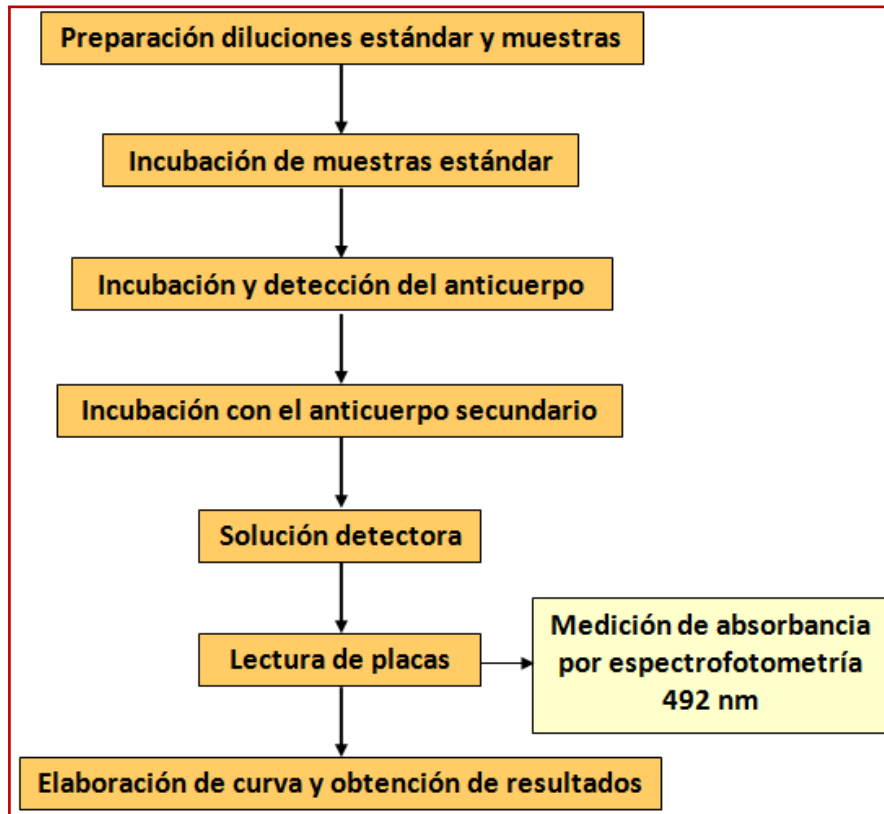 Preparación diluciones estándar y muestras
Incubación de muestras estándar
Incubación y detección del anticuerpo
Incubación con el anticuerpo secundario
Solución detectora
Lectura de placas
Medición de absorbancia
por espectrofotometría
492 nm
Elaboración de curva y obtención de resultados